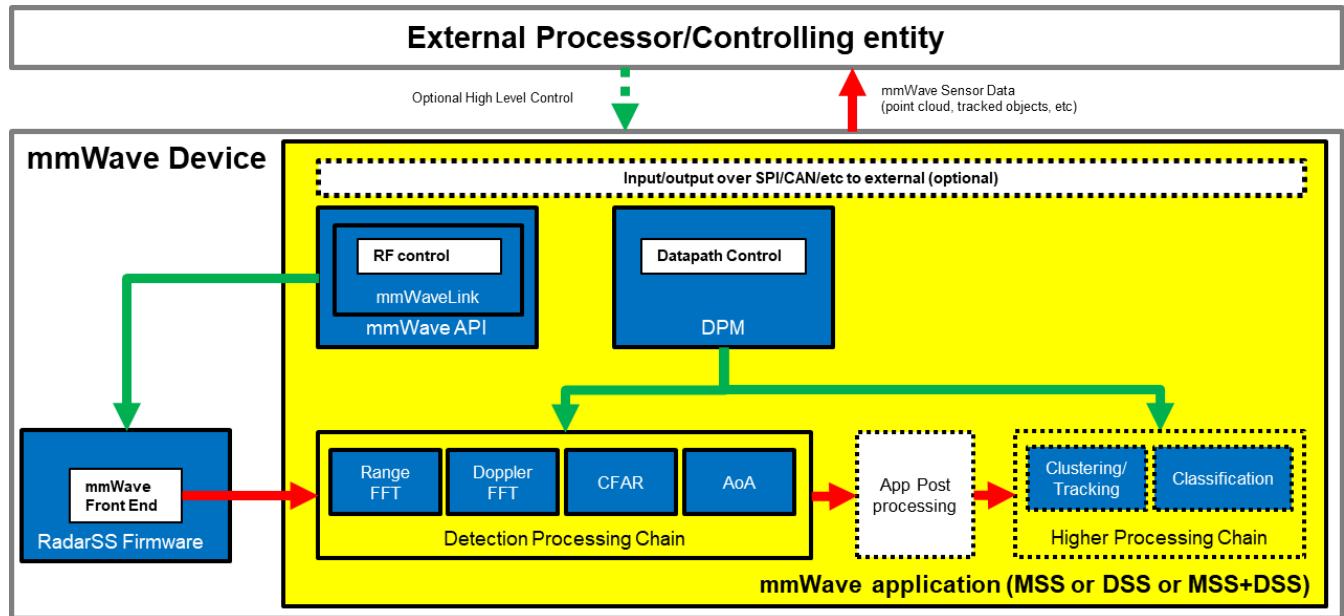 External Processor/Controlling entity
Optional High Level Control
mmWave Sensor Data
(point cloud, tracked objects, etc)
mmWave Device
Input/output over SPI/CAN/etc to external (optional)
RF control
mmWaveLink
mmWave API
Datapath Control
DPM
mmWave
Front End
RadarSS Firmware
Range
FFT
Doppler
FFT
CFAR
AoA
Detection Processing Chain
App Post
processing
Clustering/
Tracking
Classification
Higher Processing Chain
mmWave application (MSS or DSS or MSS+DSS)